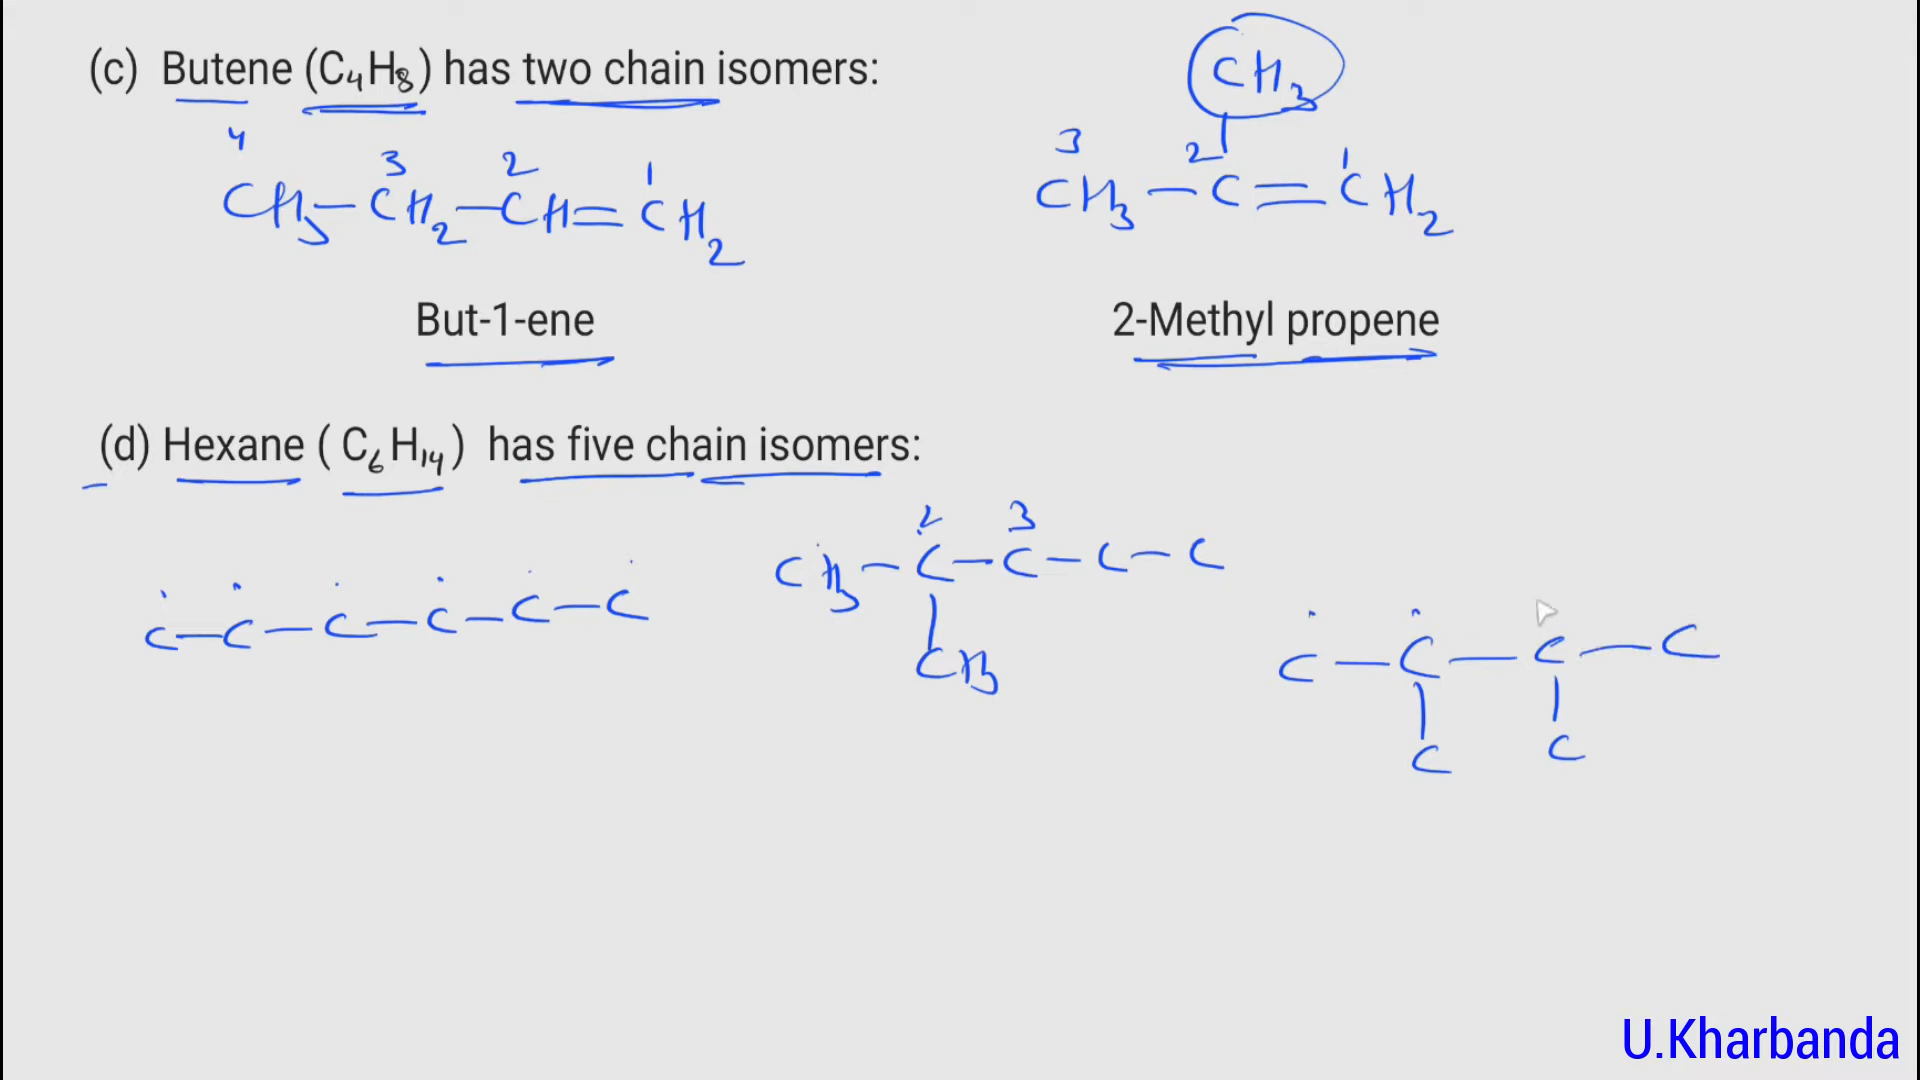 (c) Butene (C4H8) has two chain isomers:
CH3
4 3 2 1
CH3-CH2-CH=CH2
3 2 1
CH3-C=CH2
But-1-ene
2-Methyl propene
(d) Hexane (C6H14) has five chain isomers:
C-C-C-C-C-C
2 3
CH3-C-C-C-C
CH3
C-C-C-C
C C
U.Kharbanda